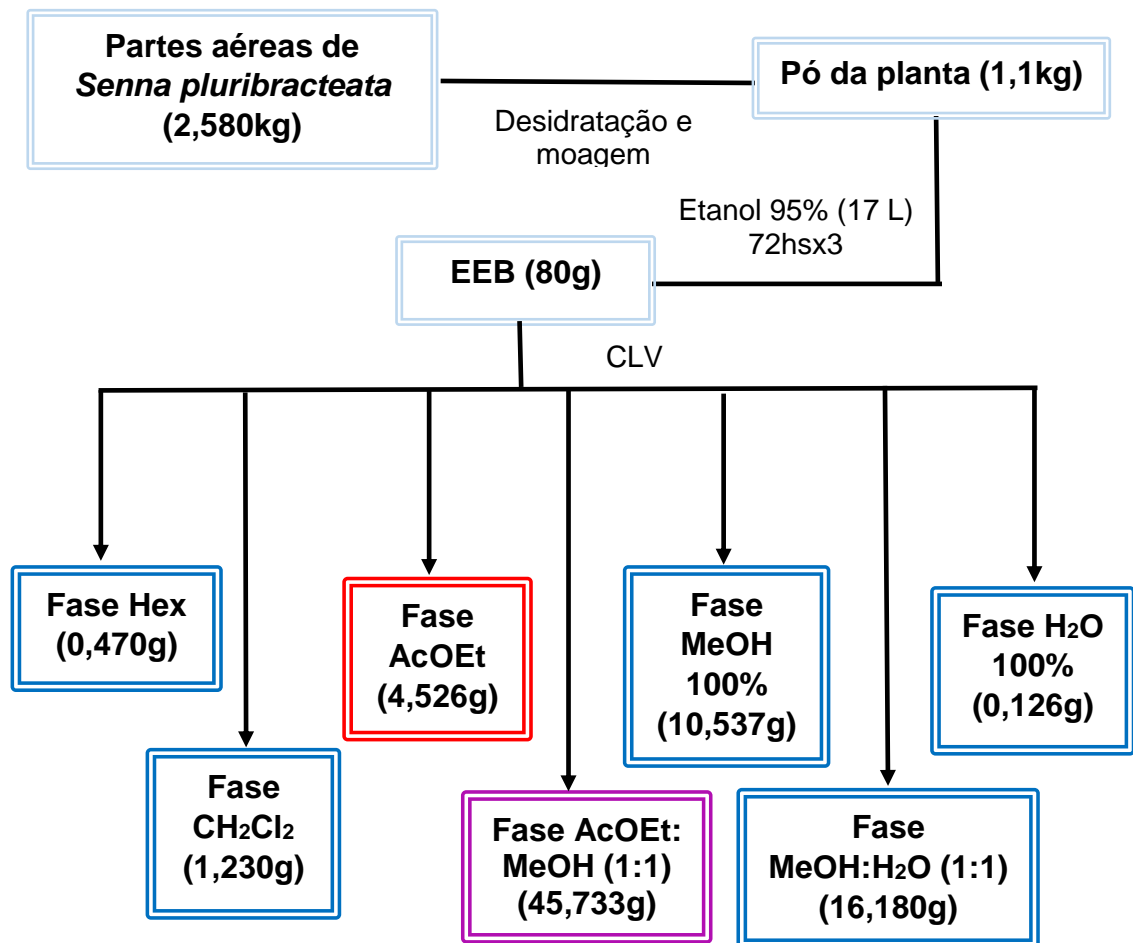 Partes aéreas de
Senna pluribracteata
(2,580kg)
Pó da planta (1,1kg)
Desidratação e
moagem
Etanol 95% (17 L)
72hsx3
EEB (80g)
CLV
Fase Hex
(0,470g)
Fase
CH₂Cl₂
(1,230g)
Fase
AcOEt
(4,526g)
Fase AcOEt:
MeOH (1:1)
(45,733g)
Fase
MeOH
100%
(10,537g)
Fase
MeOH:H₂O (1:1)
(16,180g)
Fase H₂O
100%
(0,126g)